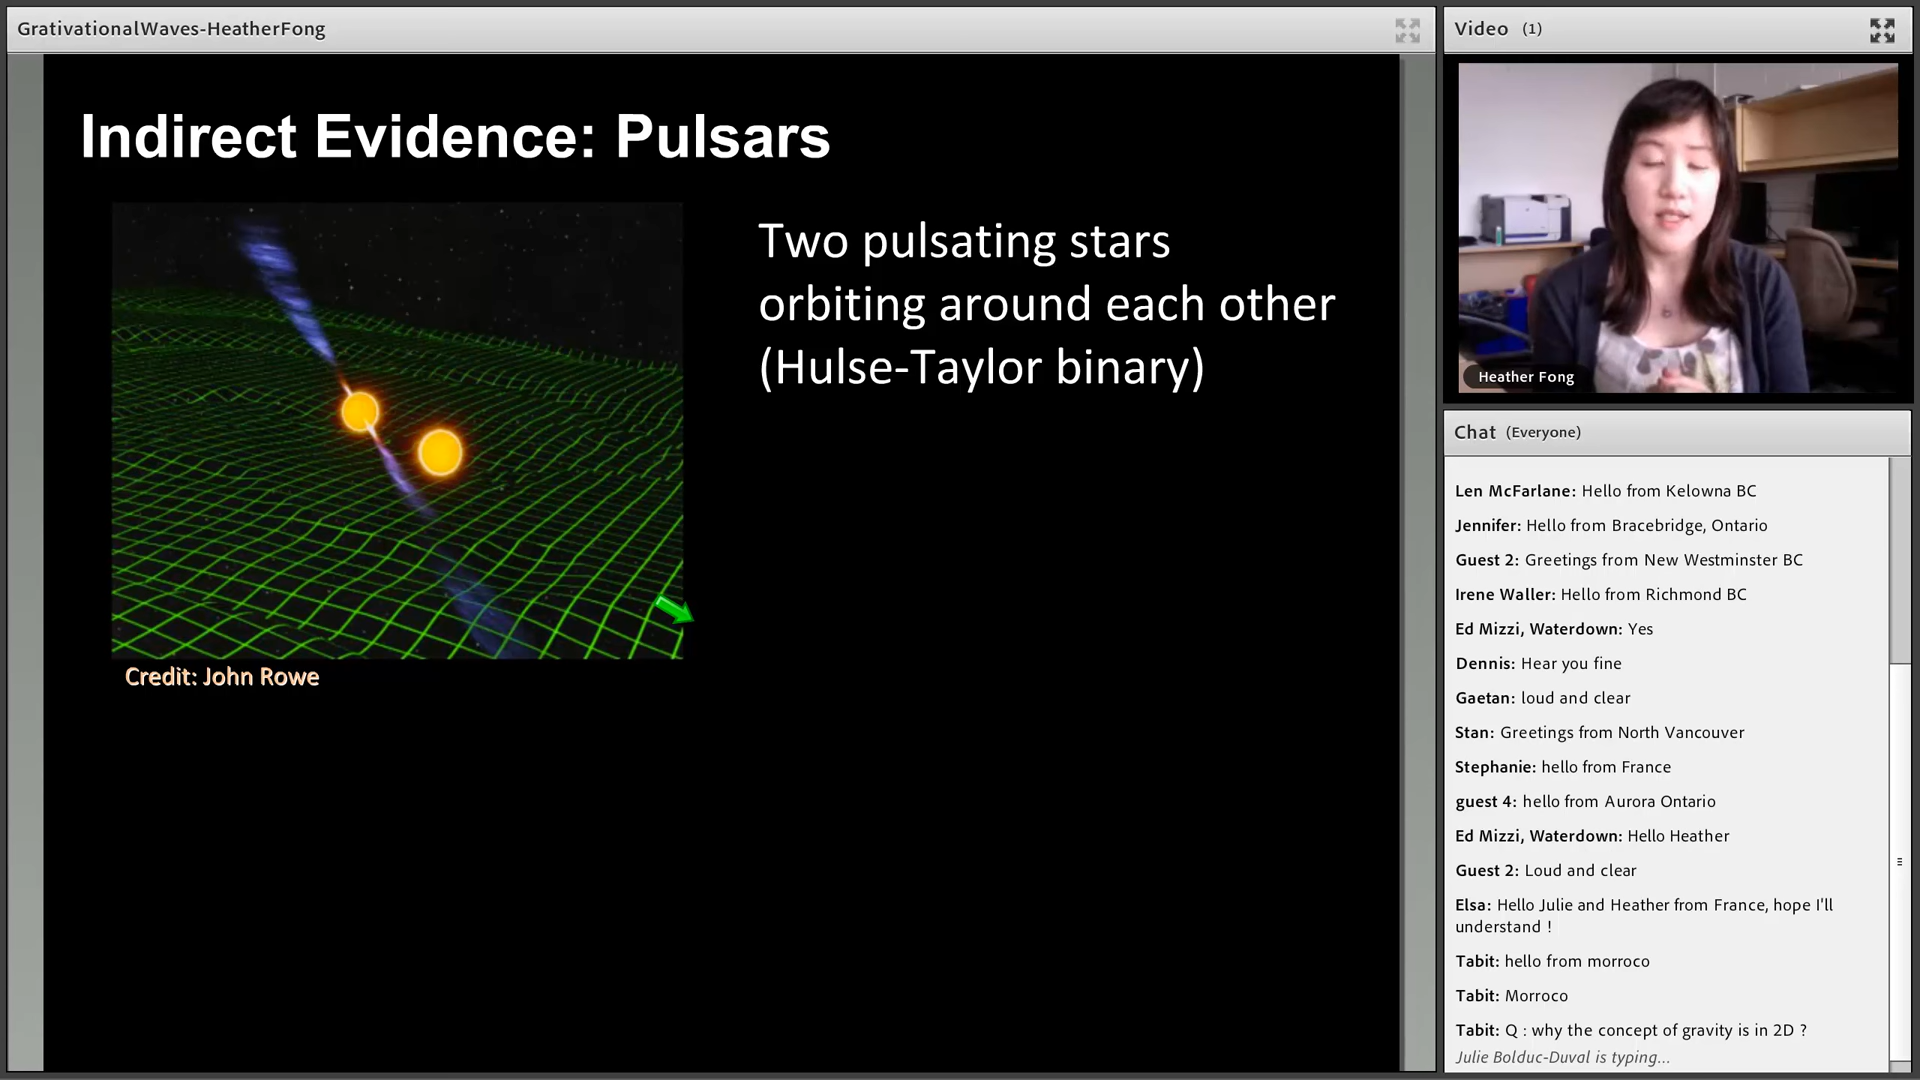 GrativationalWaves-HeatherFong
Indirect Evidence: Pulsars
Two pulsating stars
orbiting around each other
(Hulse-Taylor binary)
Credit: John Rowe
Video (1)
Heather Fong
Chat (Everyone)
Len McFarlane: Hello from Kelowna BC
Jennifer: Hello from Bracebridge, Ontario
Guest 2: Greetings from New Westminster BC
Irene Waller: Hello from Richmond BC
Ed Mizzi, Waterdown: Yes
Dennis: Hear you fine
Gaetan: loud and clear
Stan: Greetings from North Vancouver
Stephanie: hello from France
guest 4: hello from Aurora Ontario
Ed Mizzi, Waterdown: Hello Heather
Guest 2: Loud and clear
Elsa: Hello Julie and Heather from France, hope I'll
understand !
Tabit: hello from morroco
Tabit: Morroco
Tabit: Q : why the concept of gravity is in 2D ?
Julie Bolduc-Duval is typing...